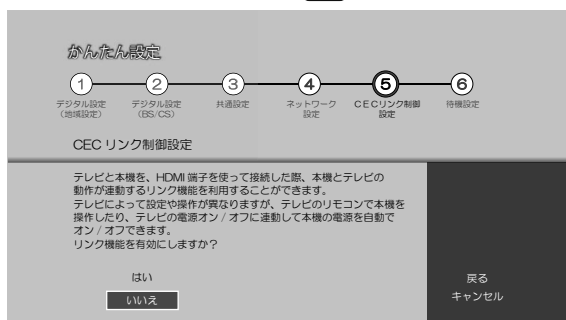 かんたん設定
1 2 3 4 5 6
デジタル設定 デジタル設定 共通設定 ネットワーク CECリンク制御 待機設定
（地域設定） （BS/CS） 設定 設定
CEC リンク制御設定
テレビと本機を、HDMI 端子を使って接続した際、本機とテレビの
動作が連動するリンク機能を利用することができます。
テレビによって設定や操作が異なりますが、テレビのリモコンで本機を
操作したり、テレビの電源オン / オフに連動して本機の電源を自動で
オン / オフできます。
リンク機能を有効にしますか？
はい
いいえ
戻る
キャンセル